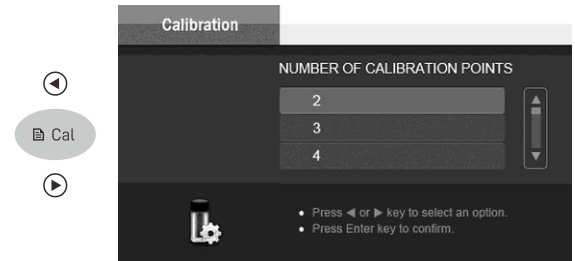 Calibration
NUMBER OF CALIBRATION POINTS
2
3
4
Cal
Press ◀ or ▶ key to select an option.
Press Enter key to confirm.